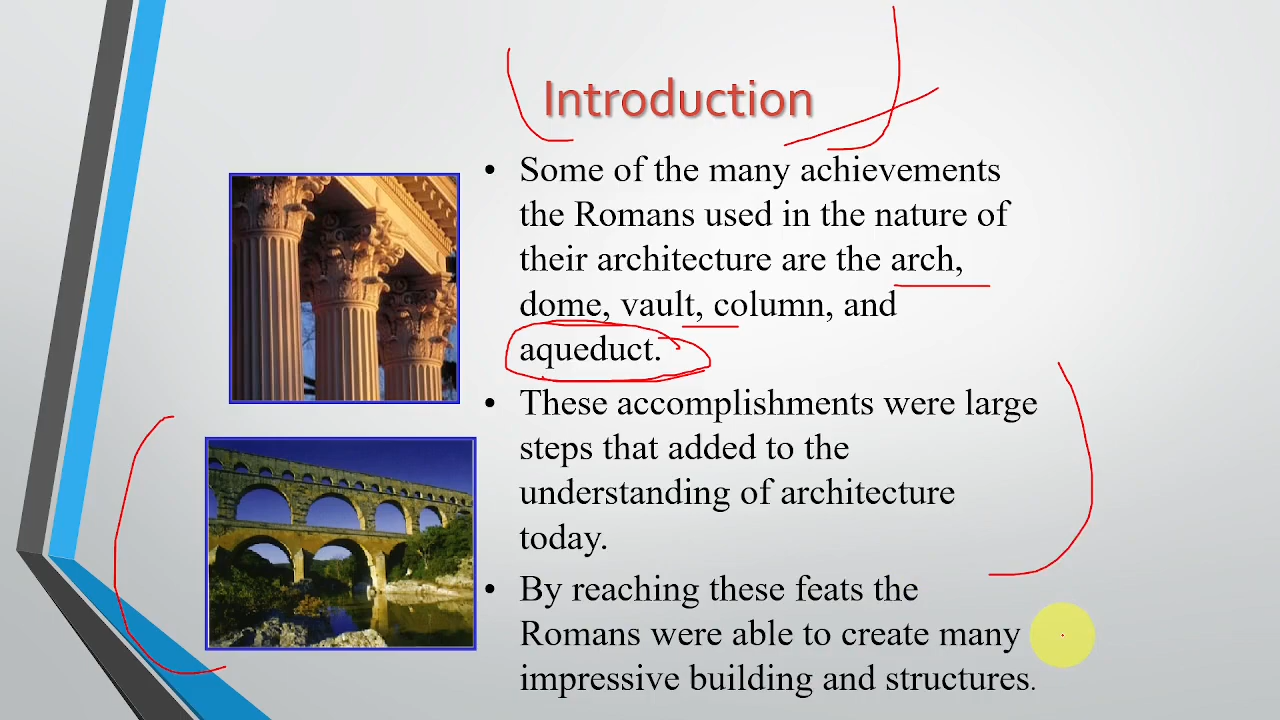 Introduction
• Some of the many achievements
the Romans used in the nature of
their architecture are the arch,
dome, vault, column, and
aqueduct.
• These accomplishments were large
steps that added to the
understanding of architecture
today.
• By reaching these feats the
Romans were able to create many
impressive building and structures.